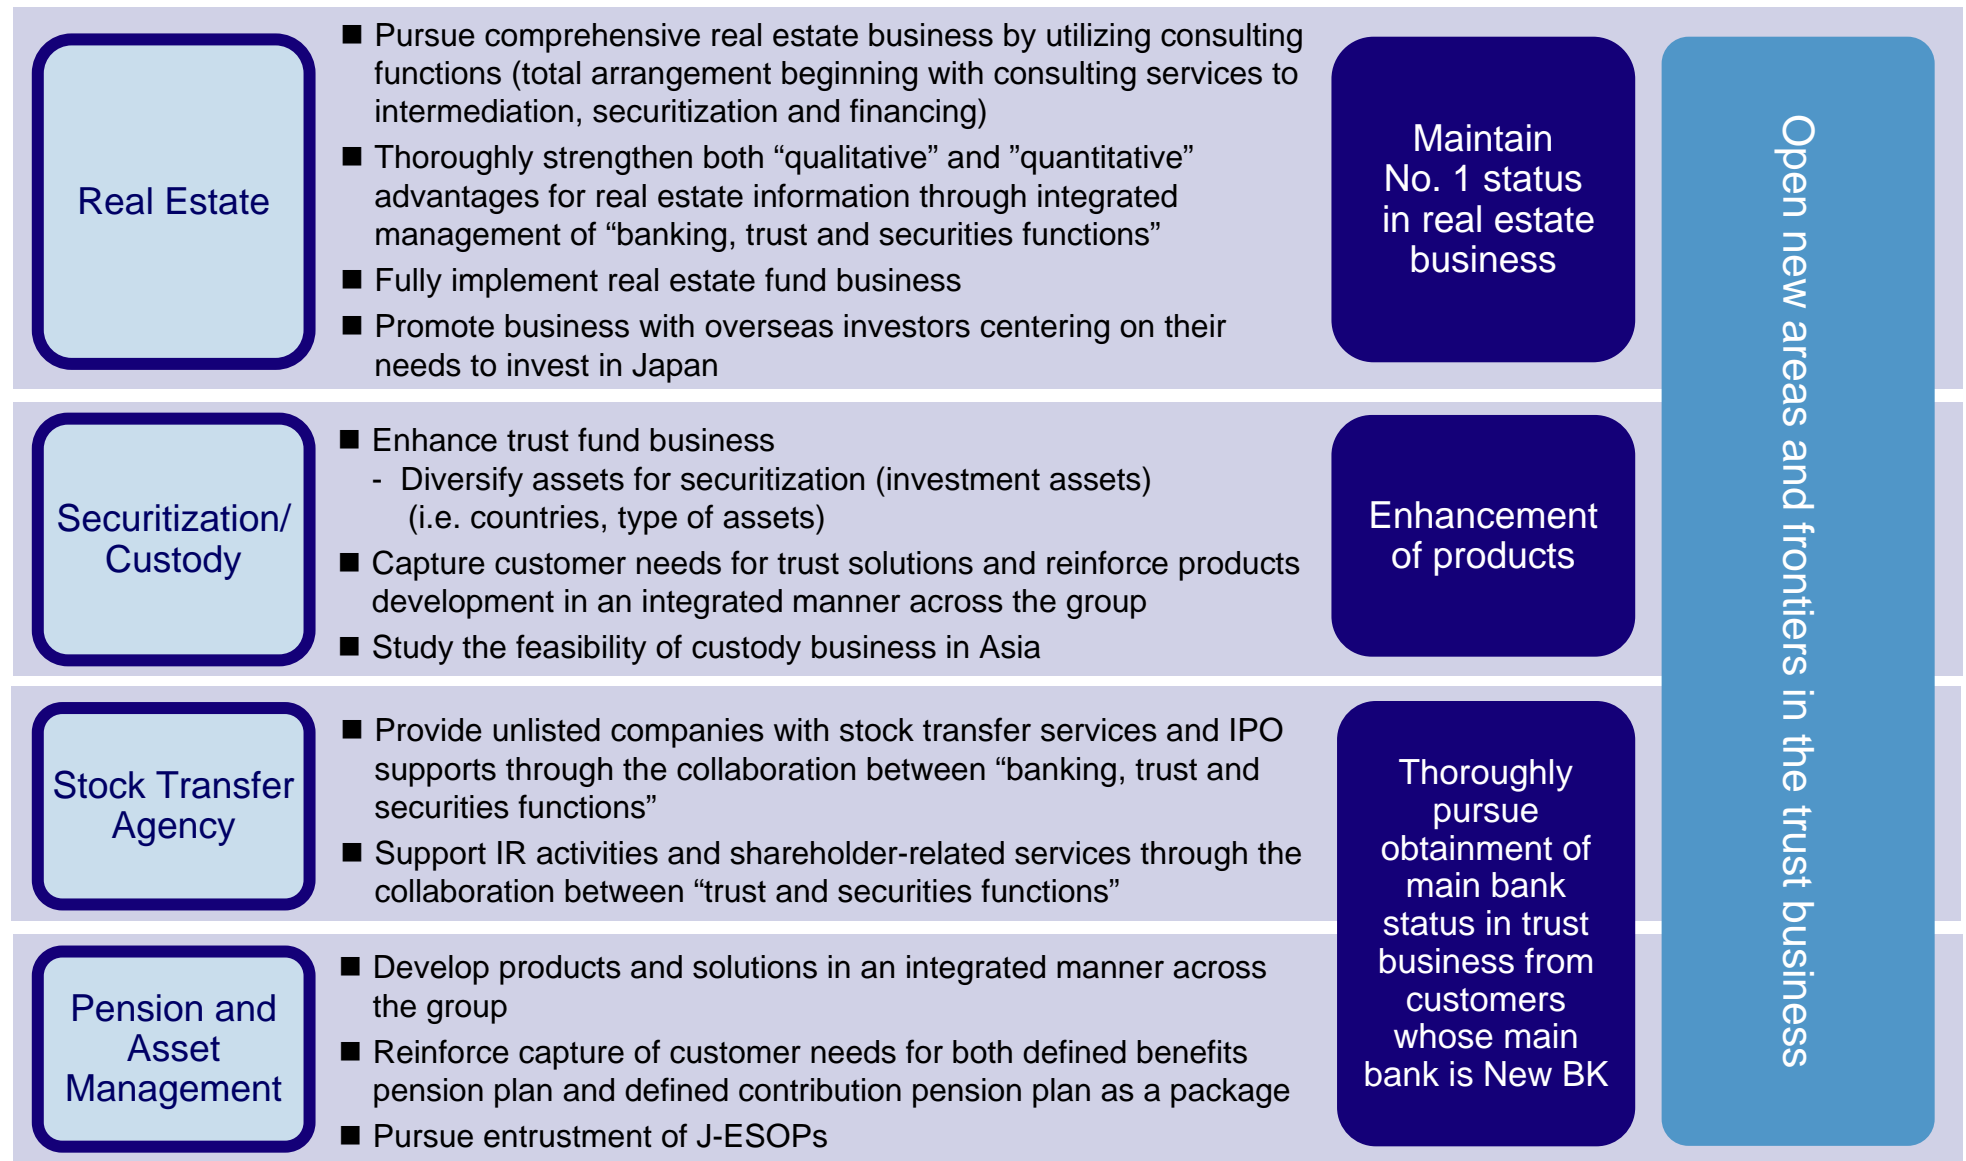 Real Estate
■ Pursue comprehensive real estate business by utilizing consulting
functions (total arrangement beginning with consulting services to
intermediation, securitization and financing)
■ Thoroughly strengthen both “qualitative” and ”quantitative”
advantages for real estate information through integrated
management of “banking, trust and securities functions”
■ Fully implement real estate fund business
■ Promote business with overseas investors centering on their
needs to invest in Japan
Maintain
No. 1 status
in real estate
business
Securitization/
Custody
■ Enhance trust fund business
- Diversify assets for securitization (investment assets)
(i.e. countries, type of assets)
■ Capture customer needs for trust solutions and reinforce products
development in an integrated manner across the group
■ Study the feasibility of custody business in Asia
Enhancement
of products
Stock Transfer
Agency
■ Provide unlisted companies with stock transfer services and IPO
supports through the collaboration between “banking, trust and
securities functions”
■ Support IR activities and shareholder-related services through the
collaboration between “trust and securities functions”
Pension and
Asset
Management
■ Develop products and solutions in an integrated manner across
the group
■ Reinforce capture of customer needs for both defined benefits
pension plan and defined contribution pension plan as a package
■ Pursue entrustment of J-ESOPs
Thoroughly
pursue
obtainment of
main bank
status in trust
business from
customers
whose main
bank is New BK
Open new areas and frontiers in the trust business